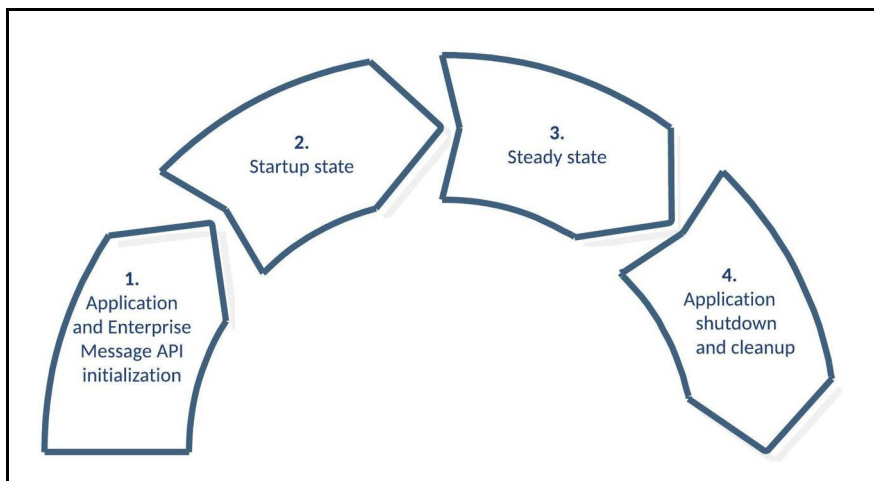 1.
Application
and Enterprise
Message API
initialization
2.
Startup state
3.
Steady state
4.
Application
shutdown
and cleanup